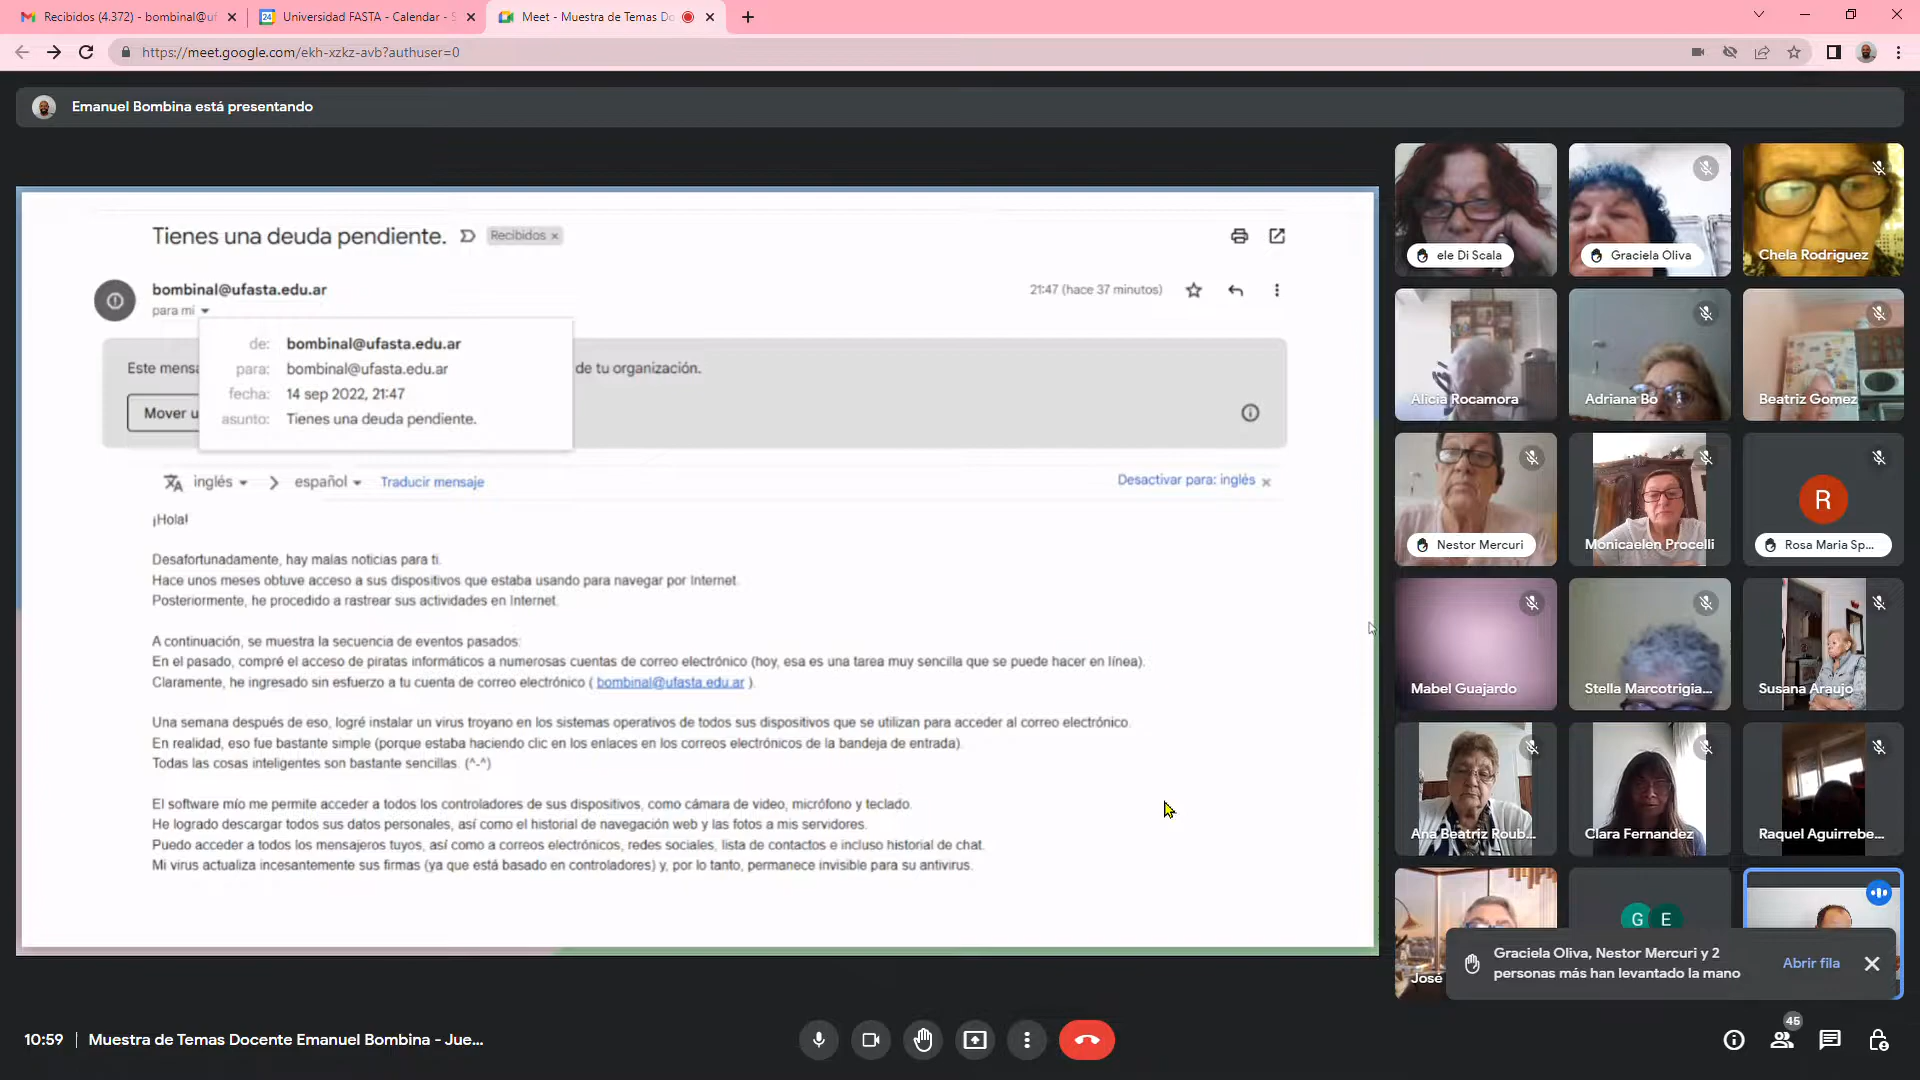 Recibidos (4.372) - bombinal@uf
Universidad FASTA - Calendar - S
Meet - Muestra de Temas Do
https://meet.google.com/ekh-xzkz-avb?authuser=0
Emanuel Bombina está presentando
Tienes una deuda pendiente.
Recibidos
bombinal@ufasta.edu.ar
21:47 (hace 37 minutos)
para mí
de: bombinal@ufasta.edu.ar
para: bombinal@ufasta.edu.ar
fecha: 14 sep 2022, 21:47
asunto: Tienes una deuda pendiente.
Este mensa
de tu organización.
Mover u
inglés
español
Traducir mensaje
Desactivar para: inglés
¡Hola!
Desafortunadamente, hay malas noticias para ti.
Hace unos meses obtuve acceso a sus dispositivos que estaba usando para navegar por Internet.
Posteriormente, he procedido a rastrear sus actividades en Internet.
A continuación, se muestra la secuencia de eventos pasados:
En el pasado, compré el acceso de piratas informáticos a numerosas cuentas de correo electrónico (hoy, esa es una tarea muy sencilla que se puede hacer en línea).
Claramente, he ingresado sin esfuerzo a tu cuenta de correo electrónico ( bombinal@ufasta.edu.ar ).
Una semana después de eso, logré instalar un virus troyano en los sistemas operativos de todos sus dispositivos que se utilizan para acceder al correo electrónico.
En realidad, eso fue bastante simple (porque estaba haciendo clic en los enlaces en los correos electrónicos de la bandeja de entrada).
Todas las cosas inteligentes son bastante sencillas. (^-^)
El software mío me permite acceder a todos los controladores de sus dispositivos, como cámara de video, micrófono y teclado.
He logrado descargar todos sus datos personales, así como el historial de navegación web y las fotos a mis servidores.
Puedo acceder a todos los mensajeros tuyos, así como a correos electrónicos, redes sociales, lista de contactos e incluso historial de chat.
Mi virus actualiza incesantemente sus firmas (ya que está basado en controladores) y, por lo tanto, permanece invisible para su antivirus.
ele Di Scala
Graciela Oliva
Chela Rodriguez
Alicia Rocamora
Adriana Bo
Beatriz Gomez
Nestor Mercuri
Monicaelen Procelli
R
Rosa Maria Sp...
Mabel Guajardo
Stella Marcotrigia...
Susana Araujo
Ana Beatriz Roub...
Clara Fernandez
Raquel Aguirrebe...
José
G E
Graciela Oliva, Nestor Mercuri y 2
personas más han levantado la mano
Abrir fila
10:59
Muestra de Temas Docente Emanuel Bombina - Jue...
45